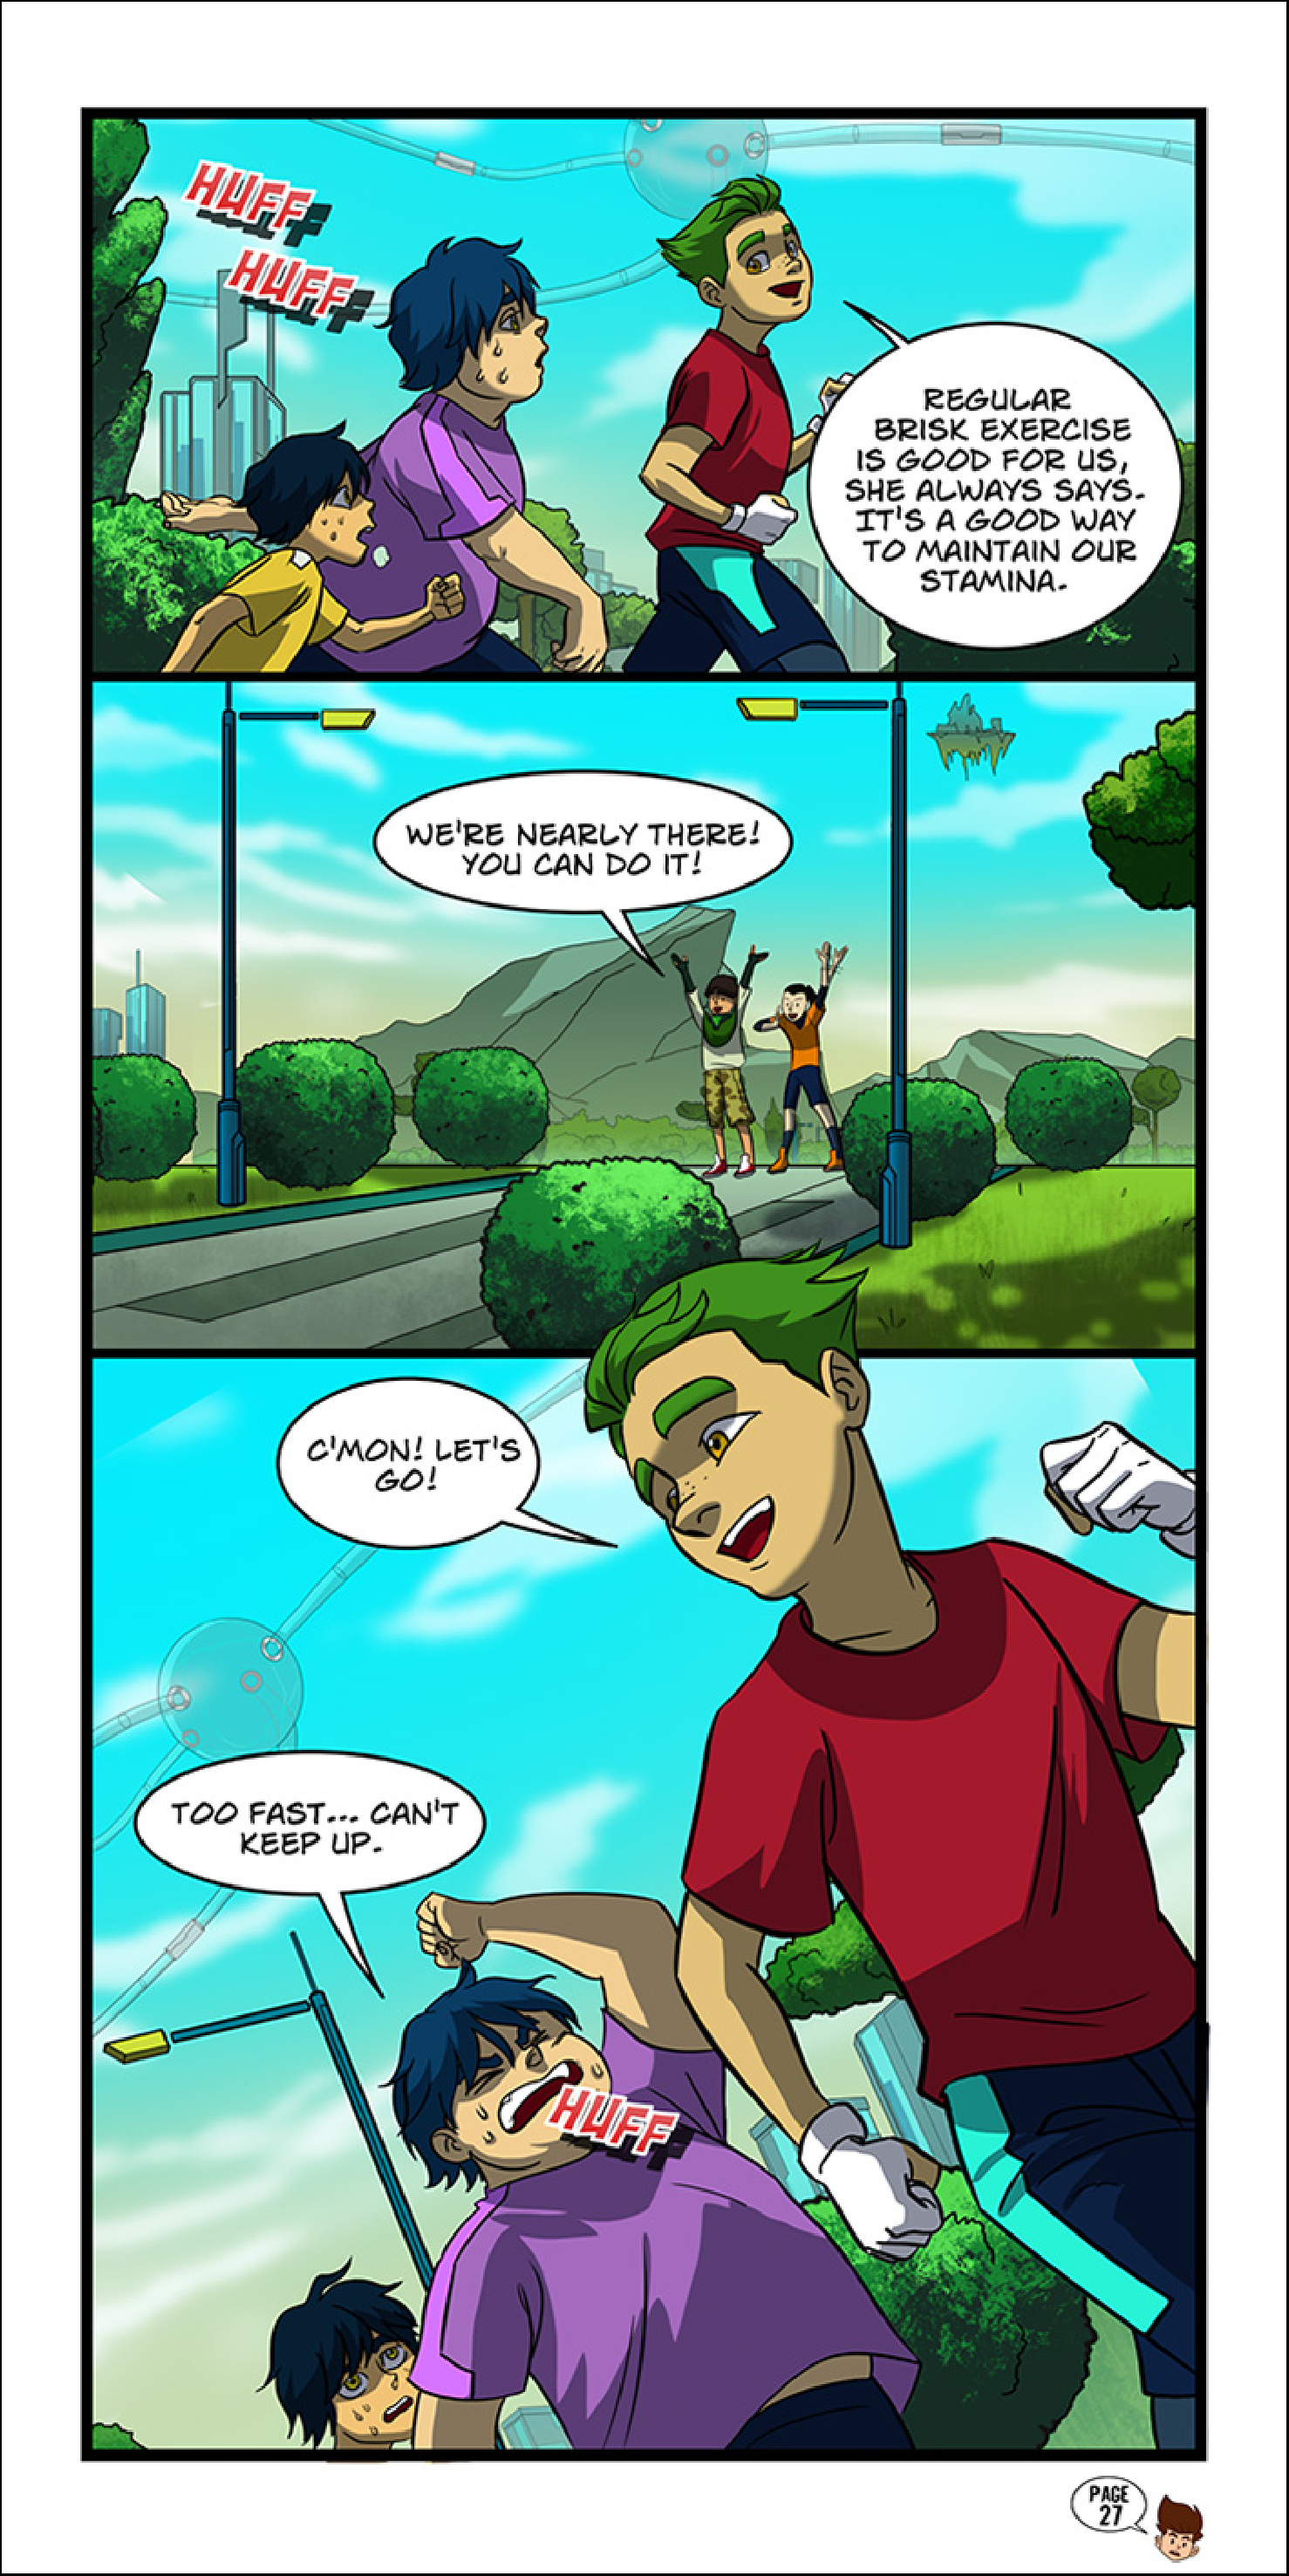 HUFF
HUFF
REGULAR
BRISK EXERCISE
IS GOOD FOR US,
SHE ALWAYS SAYS.
IT'S A GOOD WAY
TO MAINTAIN OUR
STAMINA.
WE'RE NEARLY THERE!
YOU CAN DO IT!
C'MON! LET'S
GO!
TOO FAST... CAN'T
KEEP UP.
HUFF
PAGE
27